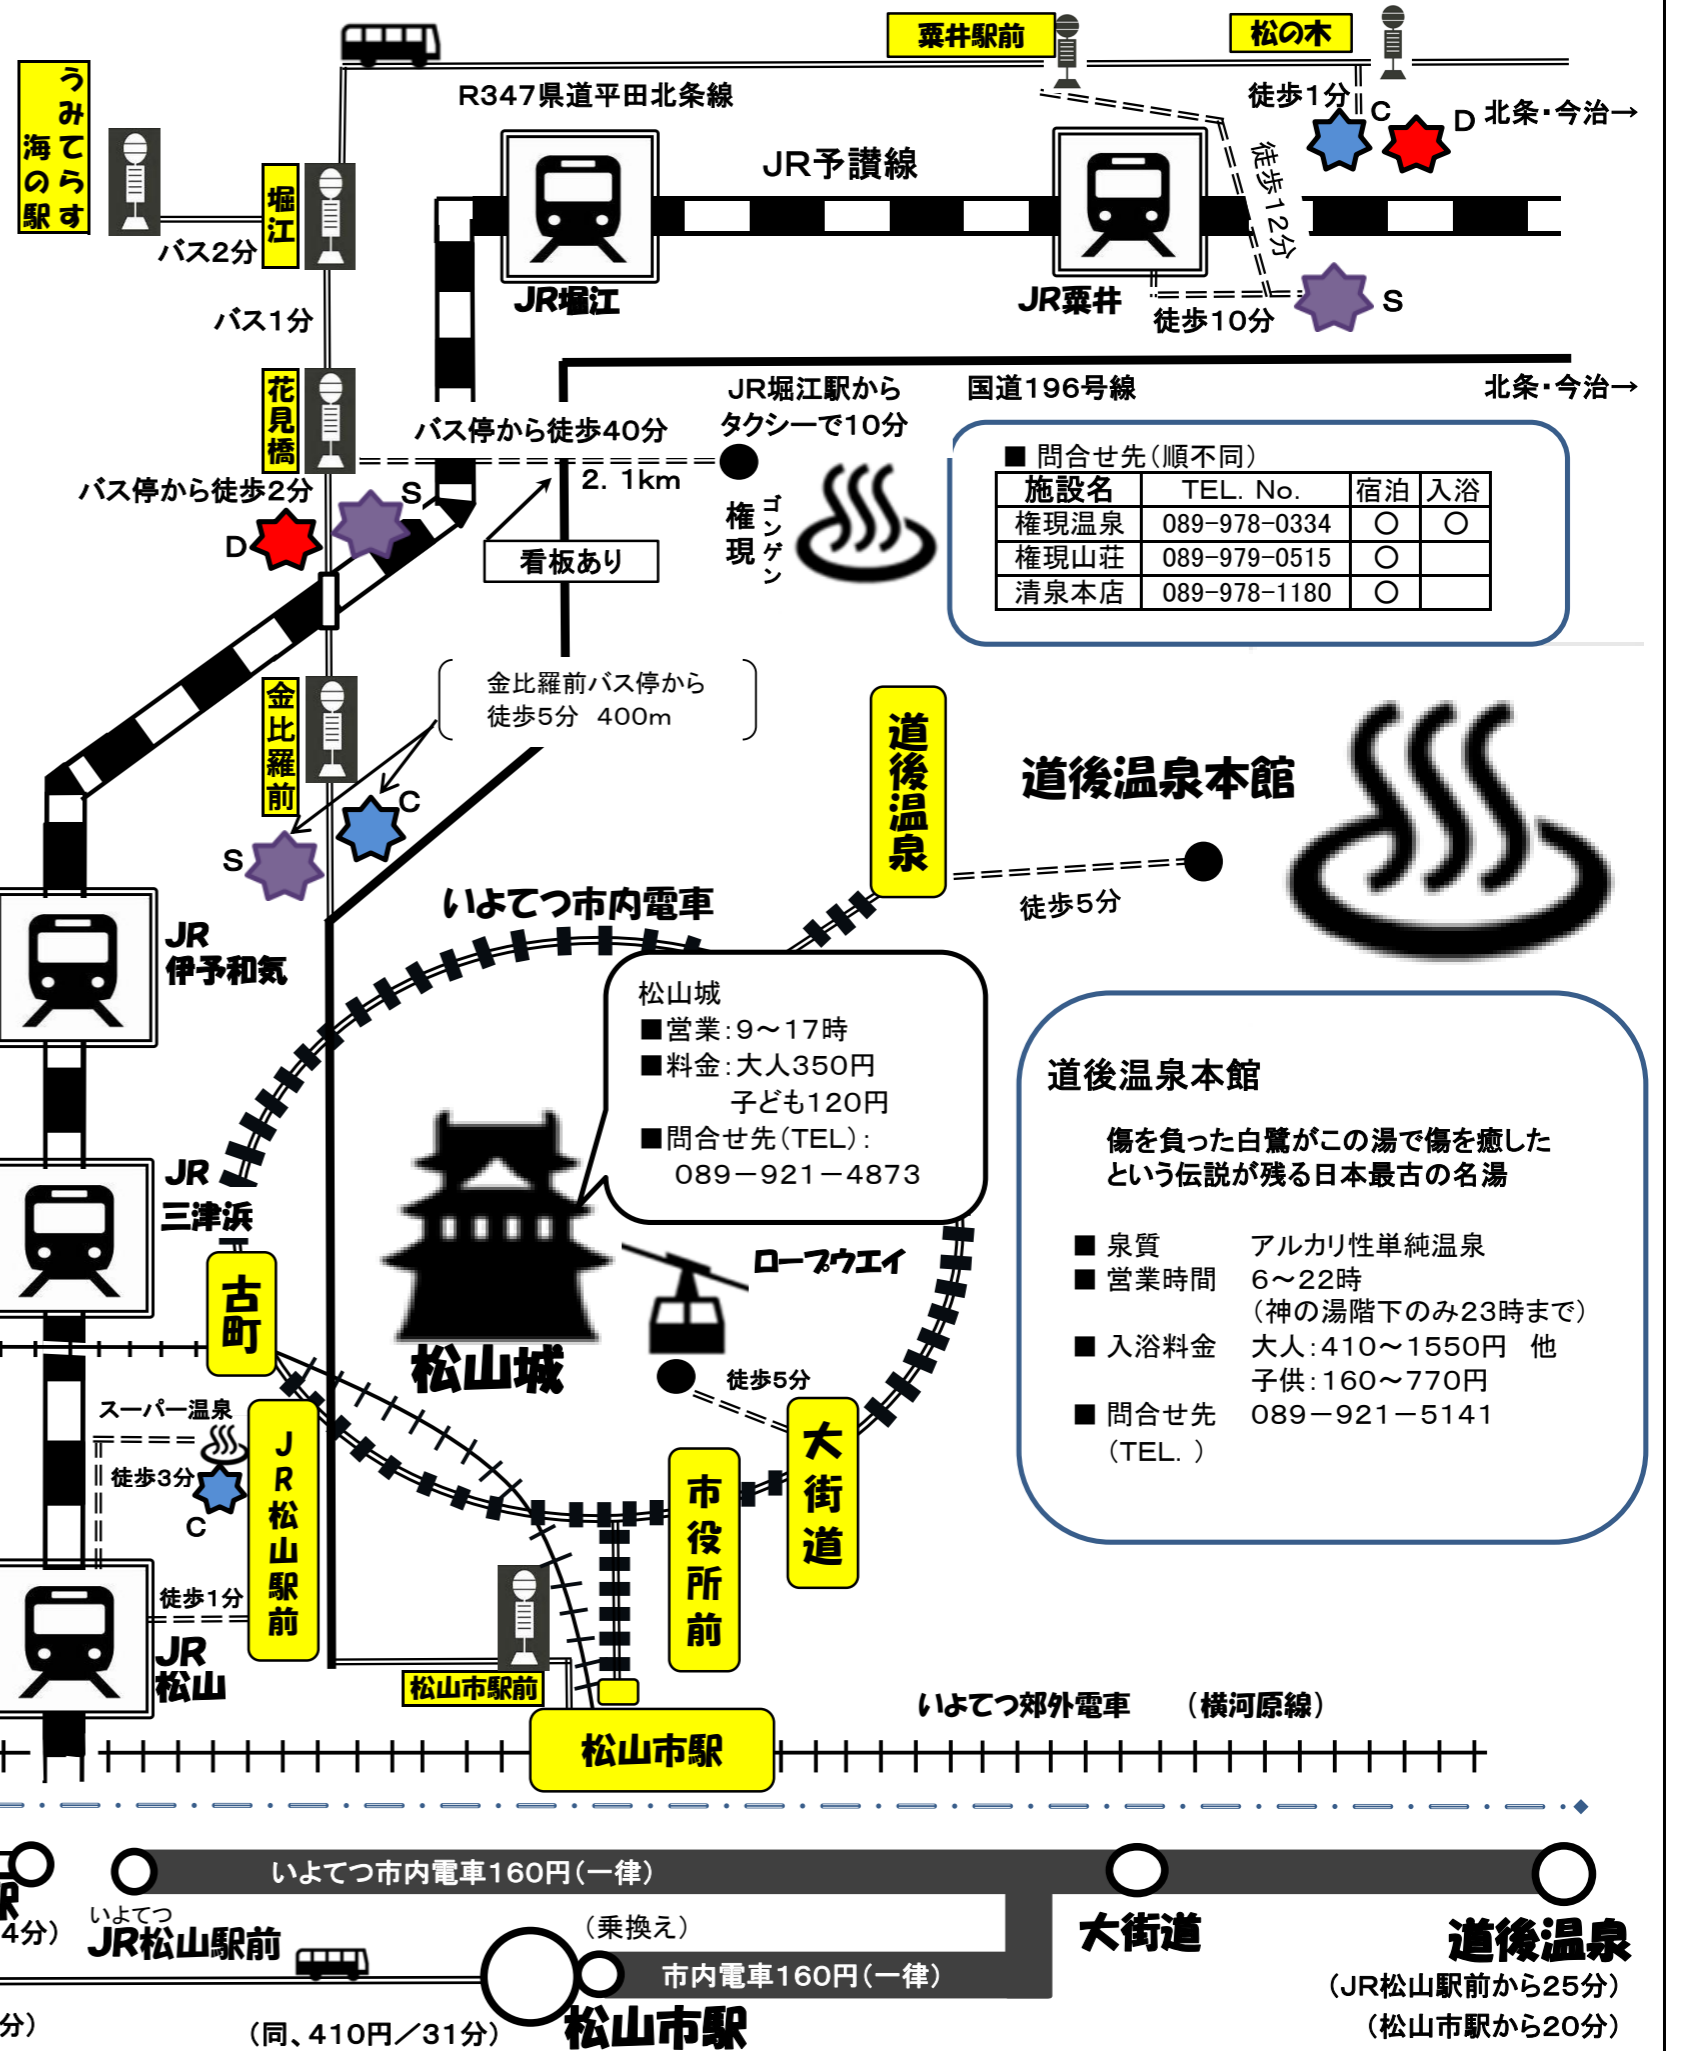 粟井駅前
松の木
うみてらす
海の駅
R347県道平田北条線
徒歩1分
C
D
北条・今治→
堀江
バス2分
JR予讃線
徒歩12分
JR堀江
JR粟井
徒歩10分
S
バス1分
花見橋
JR堀江駅から
タクシーで10分
国道196号線
北条・今治→
バス停から徒歩40分
2. 1km
バス停から徒歩2分
S
D
看板あり
権現
ゴンゲン
■ 問合せ先(順不同)
施設名 TEL. No. 宿泊 入浴
権現温泉 089-978-0334 ○ ○
権現山荘 089-979-0515 ○
清泉本店 089-978-1180 ○
金比羅前
金比羅前バス停から
徒歩5分 400m
C
S
道後温泉
道後温泉本館
徒歩5分
いよてつ市内電車
JR
伊予和気
松山城
■営業:9～17時
■料金:大人350円
子ども120円
■問合せ先(TEL):
089－921－4873
道後温泉本館
傷を負った白鷺がこの湯で傷を癒した
という伝説が残る日本最古の名湯
■ 泉質 アルカリ性単純温泉
■ 営業時間 6～22時
(神の湯階下のみ23時まで)
■ 入浴料金 大人:410～1550円 他
子供:160～770円
■ 問合せ先 089－921－5141
(TEL. )
JR
三津浜
古町
ロープウエイ
松山城
徒歩5分
大街道
スーパー温泉
徒歩3分
C
JR松山駅前
市役所前
徒歩1分
JR
松山
松山市駅前
松山市駅
いよてつ郊外電車 (横河原線)
いよてつ市内電車160円(一律)
駅
4分)
いよてつ
JR松山駅前
(乗換え)
大街道
道後温泉
市内電車160円(一律)
(JR松山駅前から25分)
分)
(同、410円／31分)
松山市駅
(松山市駅から20分)